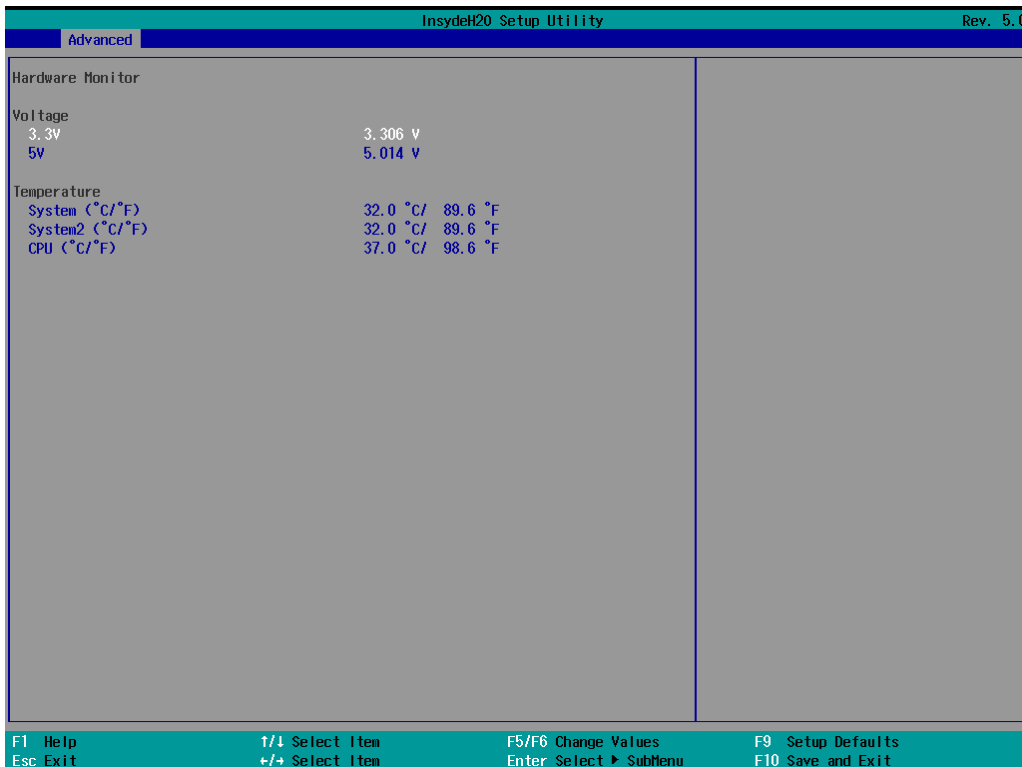 InsydeH20 Setup Utility Rev. 5.0
Advanced
Hardware Monitor
Voltage
3.3V 3.306 V
5V 5.014 V
Temperature
System (°C/°F) 32.0 °C/ 89.6 °F
System2 (°C/°F) 32.0 °C/ 89.6 °F
CPU (°C/°F) 37.0 °C/ 98.6 °F
F1 Help ↑/↓ Select Item F5/F6 Change Values F9 Setup Defaults
Esc Exit ←/→ Select Item Enter Select ▶ SubMenu F10 Save and Exit